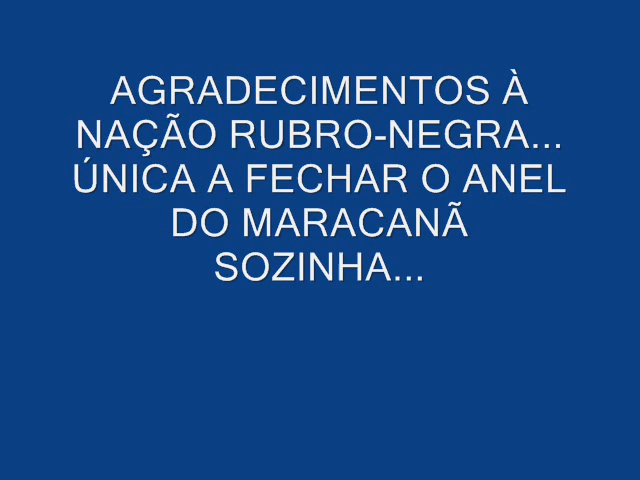 AGRADECIMENTOS À
NAÇÃO RUBRO-NEGRA...
ÚNICA A FECHAR O ANEL
DO MARACANÃ
SOZINHA...